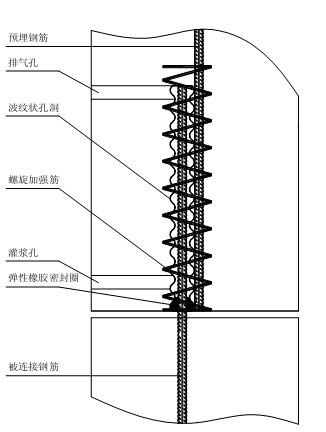 预埋钢筋
排气孔
波纹状孔洞
螺旋加强筋
灌浆孔
弹性橡胶密封圈
被连接钢筋